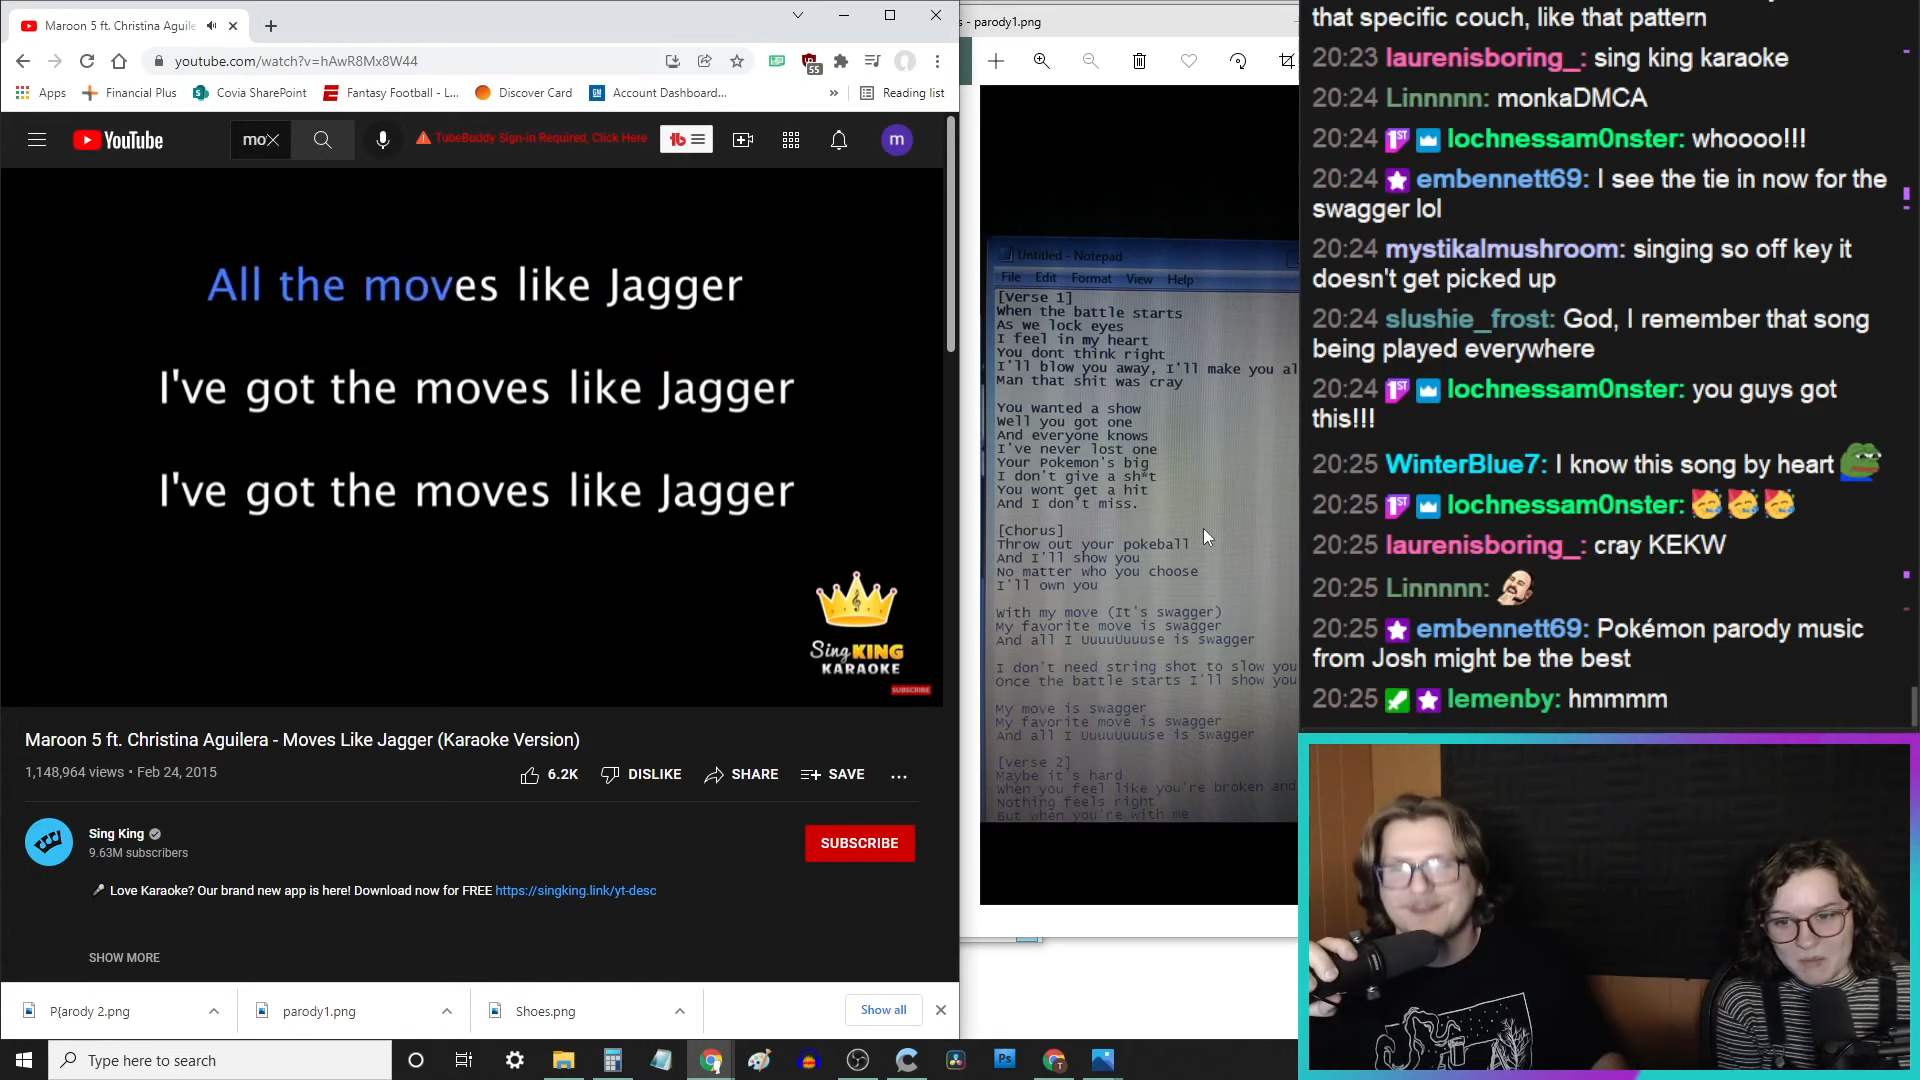 Maroon 5 ft. Christina Aguile
- parody1.png
youtube.com/watch?v=hAwR8Mx8W44
55
Apps
Financial Plus
Covia SharePoint
Fantasy Football - L...
Discover Card
Account Dashboard...
»
Reading list
YouTube
mo
TubeBuddy Sign-in Required, Click Here
tb
m
All the moves like Jagger
I've got the moves like Jagger
I've got the moves like Jagger
Sing KING
KARAOKE
SUBSCRIBE
Maroon 5 ft. Christina Aguilera - Moves Like Jagger (Karaoke Version)
1,148,964 views • Feb 24, 2015
6.2K
DISLIKE
SHARE
SAVE
...
Sing King
9.63M subscribers
SUBSCRIBE
Love Karaoke? Our brand new app is here! Download now for FREE https://singking.link/yt-desc
SHOW MORE
P{arody 2.png
parody1.png
Shoes.png
Show all
Type here to search
Ps
T
Untitled - Notepad
File Edit Format View Help
[Verse 1]
When the battle starts
As we lock eyes
I feel in my heart
You dont think right
I'll blow you away, I'll make you al
Man that shit was cray
You wanted a show
Well you got one
And everyone knows
I've never lost one
Your Pokemon's big
I don't give a sh*t
You wont get a hit
And I don't miss.
[Chorus]
Throw out your pokeball
And I'll show you
No matter who you choose
I'll own you
With my move (It's swagger)
My favorite move is swagger
And all I UuuuUuuuse is swagger
I don't need string shot to slow you
Once the battle starts I'll show you
My move is swagger
My favorite move is swagger
And all I UuuuUuuuse is swagger
[Verse 2]
Maybe it's hard
When you feel like you're broken and
Nothing feels right
But when you're with me
that specific couch, like that pattern
20:23 laurenisboring_: sing king karaoke
20:24 Linnnnn: monkaDMCA
20:24 1ST lochnessam0nster: whoooo!!!
20:24 embennett69: I see the tie in now for the
swagger lol
20:24 mystikalmushroom: singing so off key it
doesn't get picked up
20:24 slushie_frost: God, I remember that song
being played everywhere
20:24 1ST lochnessam0nster: you guys got
this!!!
20:25 WinterBlue7: I know this song by heart
20:25 1ST lochnessam0nster:
20:25 laurenisboring_: cray KEKW
20:25 Linnnnn:
20:25 embennett69: Pokémon parody music
from Josh might be the best
20:25 lemenby: hmmmm